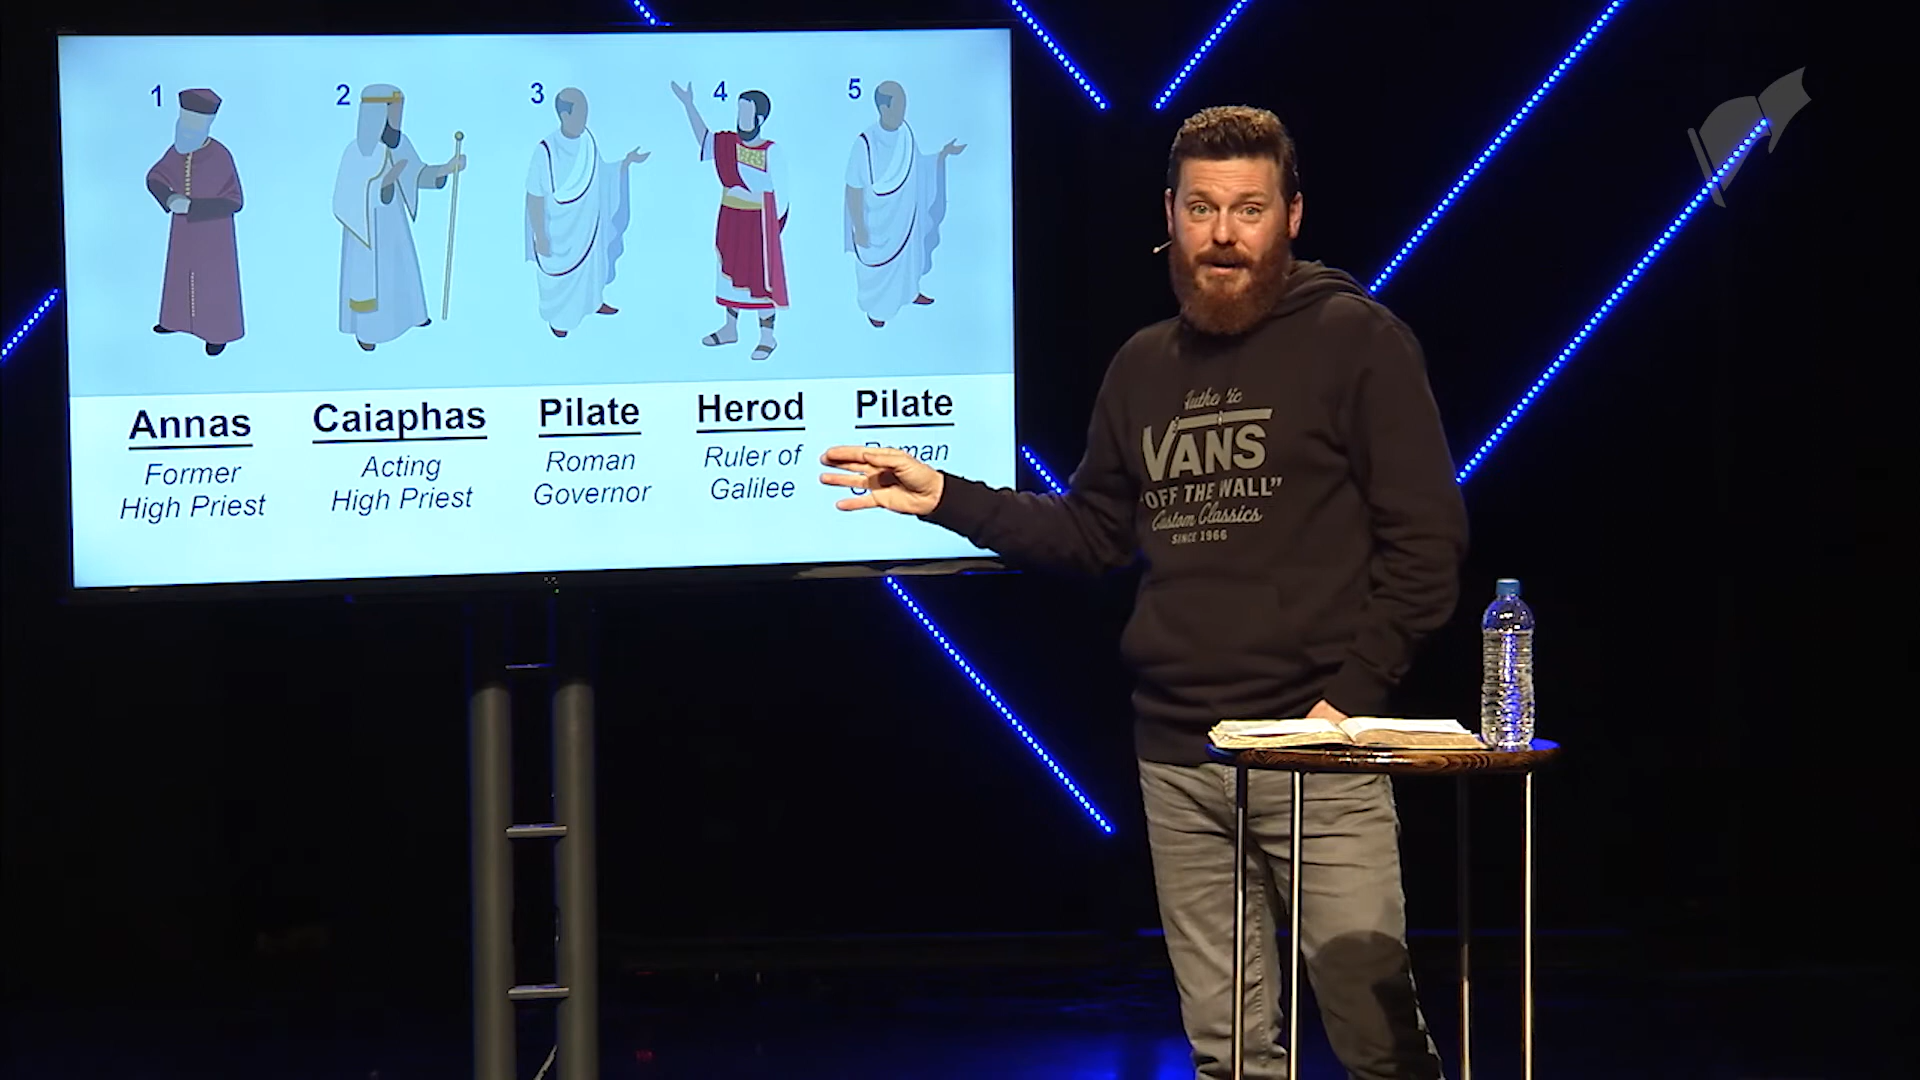 1
2
3
4
5
Annas
Former
High Priest
Caiaphas
Acting
High Priest
Pilate
Roman
Governor
Herod
Ruler of
Galilee
Pilate
Authentic
VANS
"OFF THE WALL"
Custom Classics
SINCE 1966